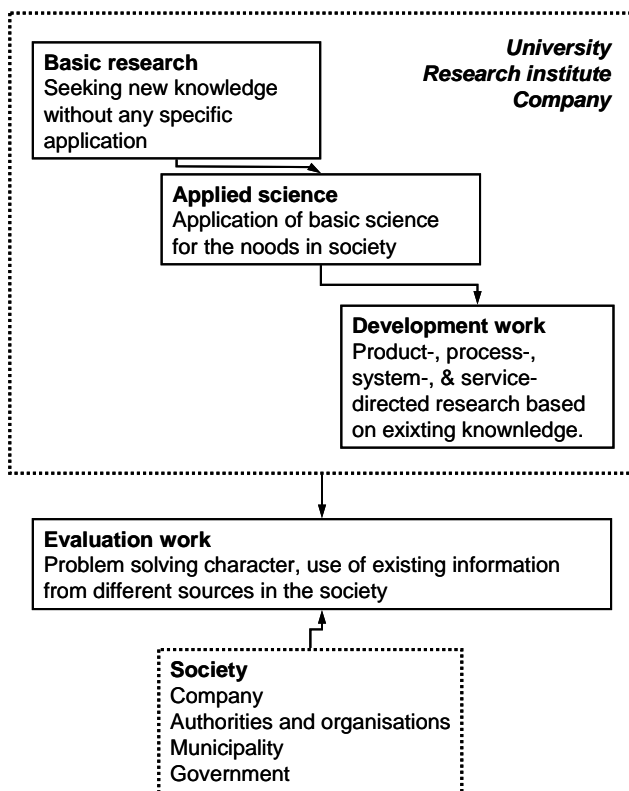 University
Research institute
Company
Basic research
Seeking new knowledge
without any specific
application
Applied science
Application of basic science
for the noods in society
Development work
Product-, process-,
system-, & service-
directed research based
on exixting knownledge.
Evaluation work
Problem solving character, use of existing information
from different sources in the society
Society
Company
Authorities and organisations
Municipality
Government